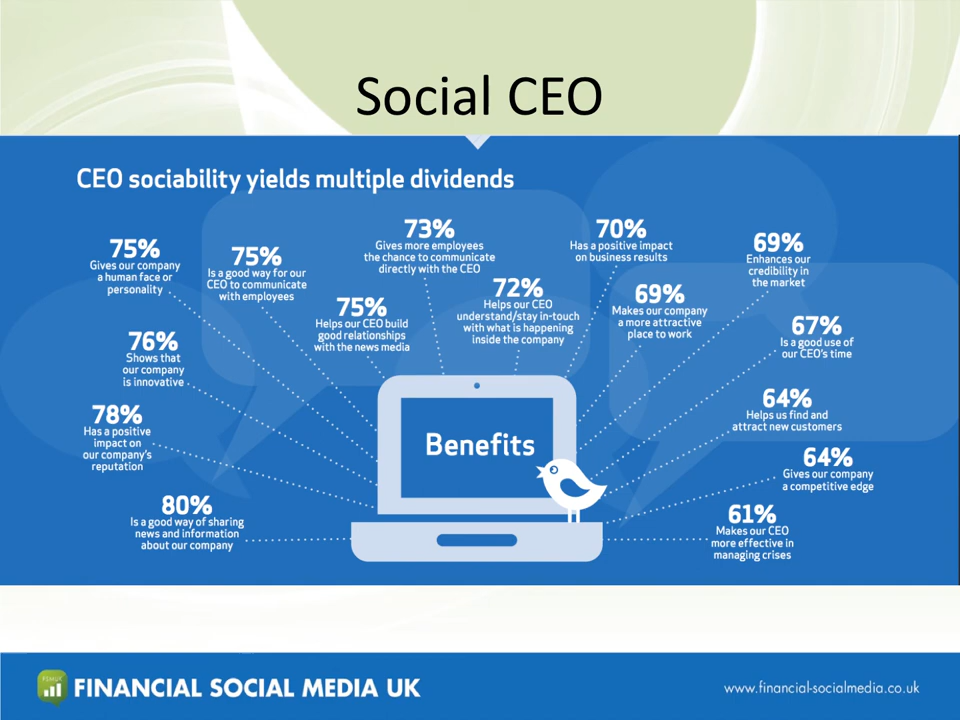 Social CEO
CEO sociability yields multiple dividends
75%
Gives our company
a human face or
personality
75%
Is a good way for our
CEO to communicate
with employees
73%
Gives more employees
the chance to communicate
directly with the CEO
70%
Has a positive impact
on business results
69%
Enhances our
credibility in
the market
75%
Helps our CEO build
good relationships
with the news media
72%
Helps our CEO
understand/stay in-touch
with what is happening
inside the company
69%
Makes our company
a more attractive
place to work
76%
Shows that
our company
is innovative
67%
Is a good use of
our CEO's time
78%
Has a positive
impact on
our company's
reputation
64%
Helps us find and
attract new customers
Benefits
64%
Gives our company
a competitive edge
80%
Is a good way of sharing
news and information
about our company
61%
Makes our CEO
more effective in
managing crises
FINANCIAL SOCIAL MEDIA UK
www.financial-socialmedia.co.uk